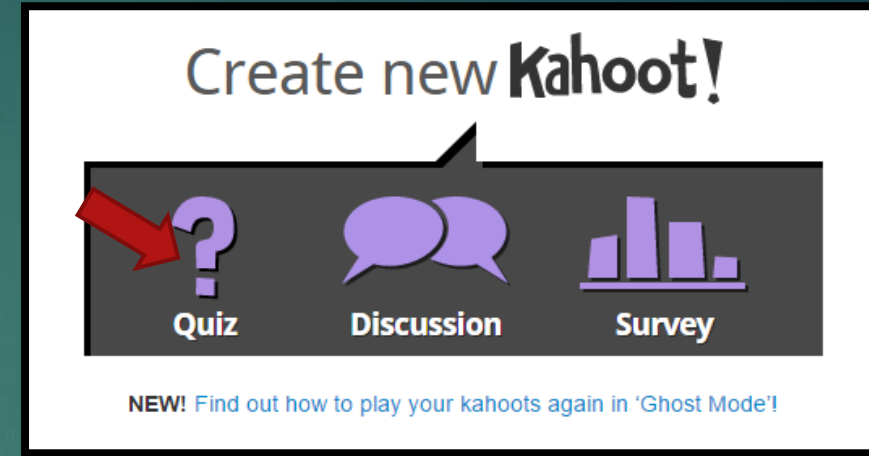 Create new Kahoot!
Quiz Discussion Survey
NEW! Find out how to play your kahoots again in 'Ghost Mode'!